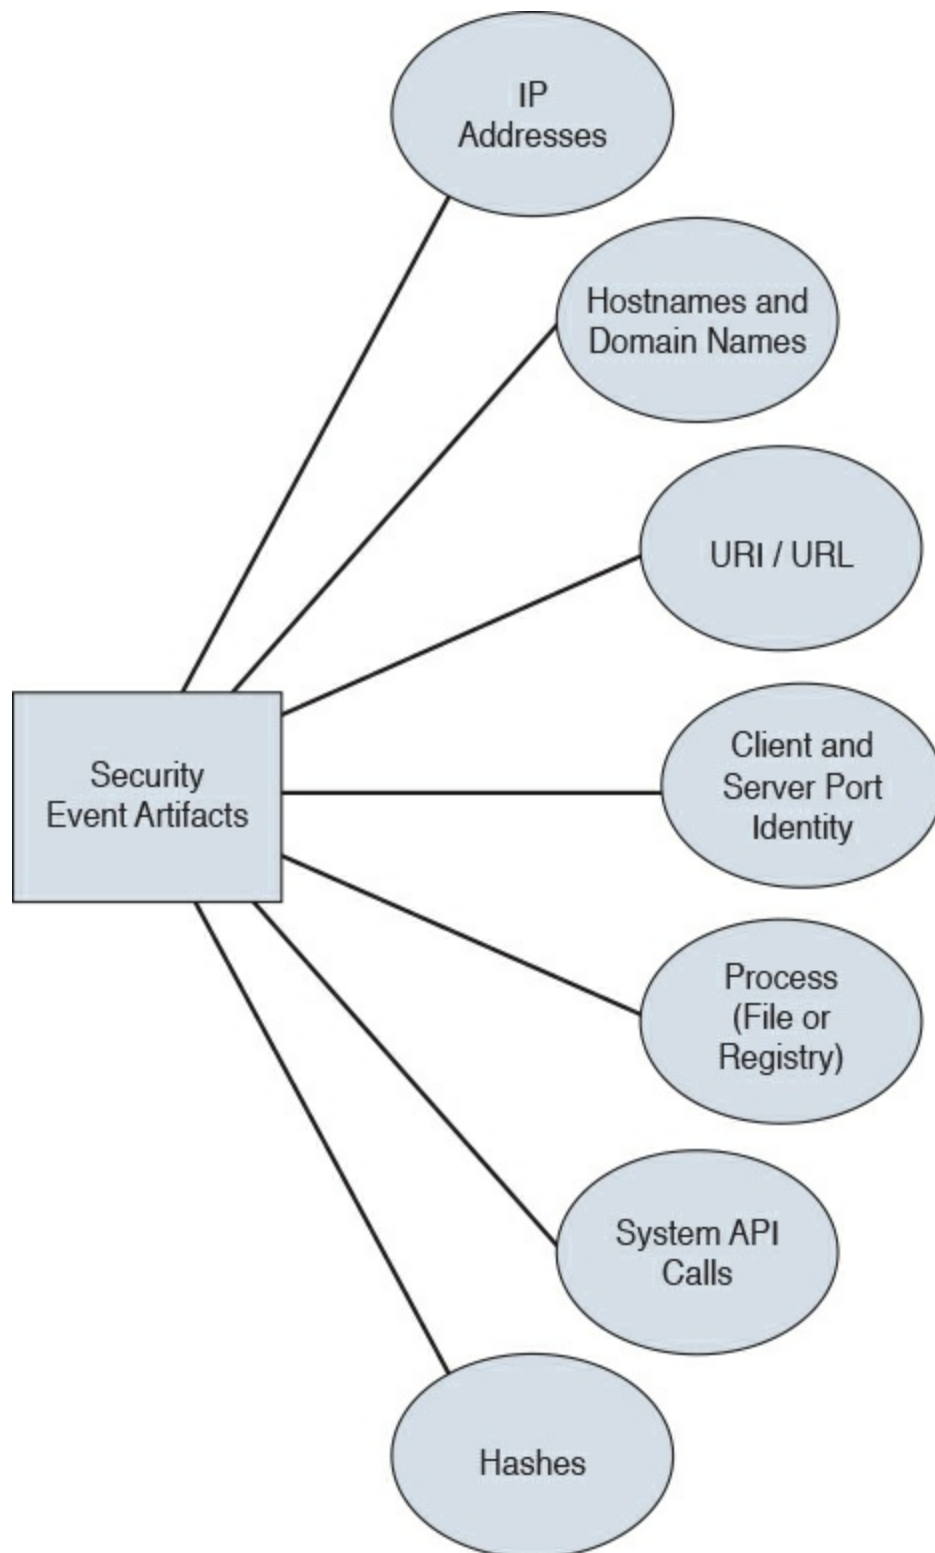 IP
Addresses
Hostnames and
Domain Names
URI / URL
Security
Event Artifacts
Client and
Server Port
Identity
Process
(File or
Registry)
System API
Calls
Hashes